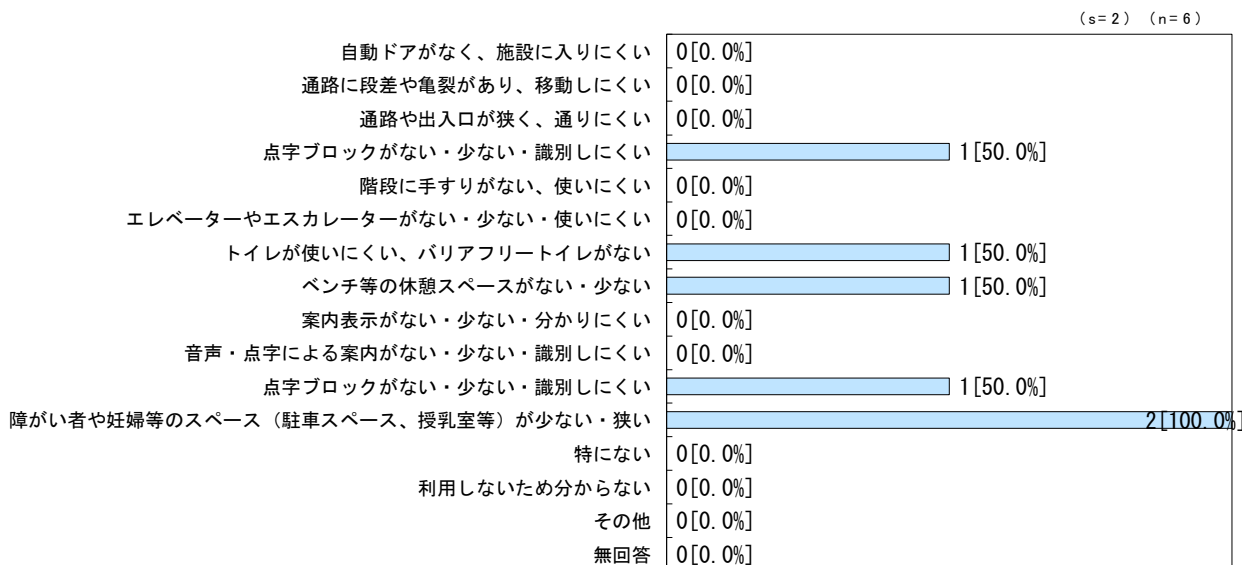 (s=2) (n=6)
自動ドアがなく、施設に入りにくい 0[0.0%]
通路に段差や亀裂があり、移動しにくい 0[0.0%]
通路や出入口が狭く、通りにくい 0[0.0%]
点字ブロックがない・少ない・識別しにくい 1[50.0%]
階段に手すりがない、使いにくい 0[0.0%]
エレベーターやエスカレーターがない・少ない・使いにくい 0[0.0%]
トイレが使いにくい、バリアフリートイレがない 1[50.0%]
ベンチ等の休憩スペースがない・少ない 1[50.0%]
案内表示がない・少ない・分かりにくい 0[0.0%]
音声・点字による案内がない・少ない・識別しにくい 0[0.0%]
点字ブロックがない・少ない・識別しにくい 1[50.0%]
障がい者や妊婦等のスペース（駐車スペース、授乳室等）が少ない・狭い 2[100.0%]
特にない 0[0.0%]
利用しないため分からない 0[0.0%]
その他 0[0.0%]
無回答 0[0.0%]